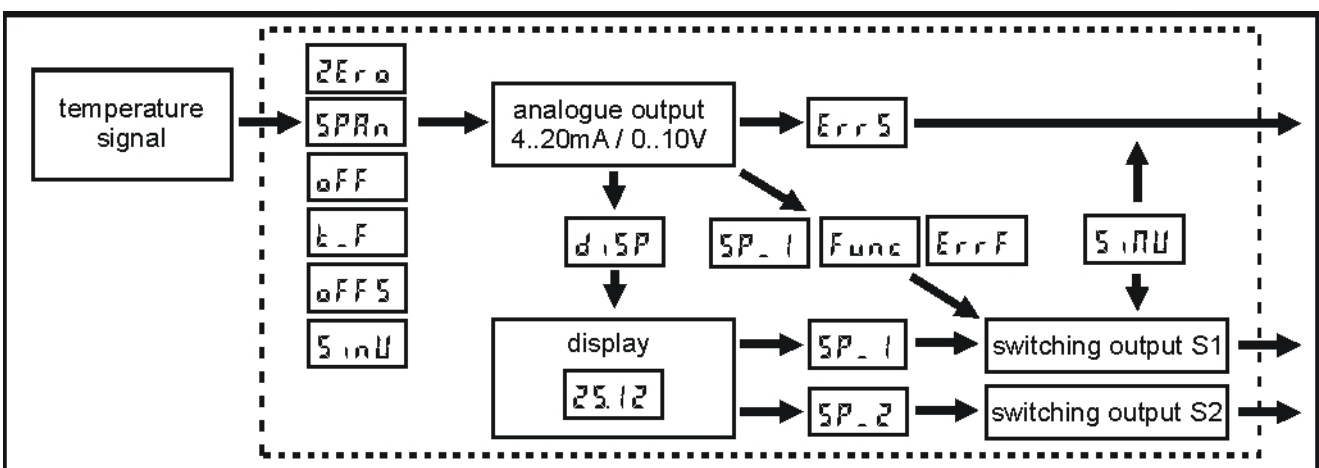 temperature
signal
ZEro
SPAn
oFF
t_F
oFFS
SinU
analogue output
4..20mA / 0..10V
ErrS
diSP
SP_1
Func
ErrF
SiMU
display
25.12
SP_1
SP_2
switching output S1
switching output S2